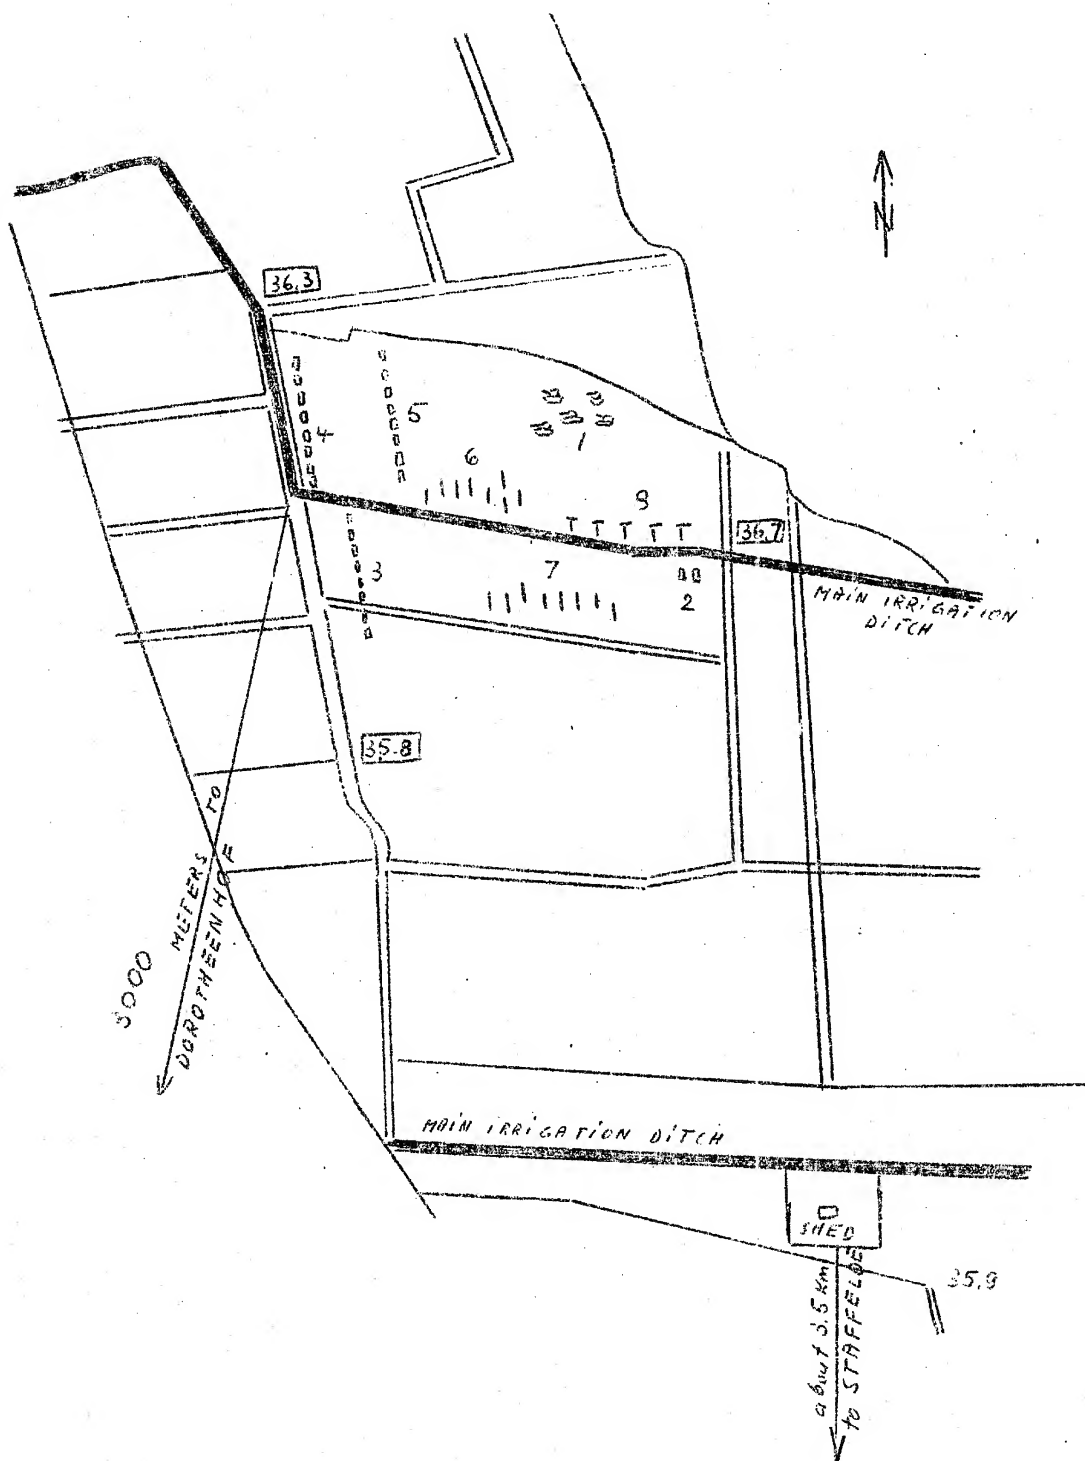 N
36.3
5
4
1
6
9
36.7
3
7
2
MAIN IRRIGATION
DITCH
35.8
3000 METERS TO
DOROTHEENHOF
MAIN IRRIGATION DITCH
SHED
35.9
about 3.5 Km
to STAFFELDE